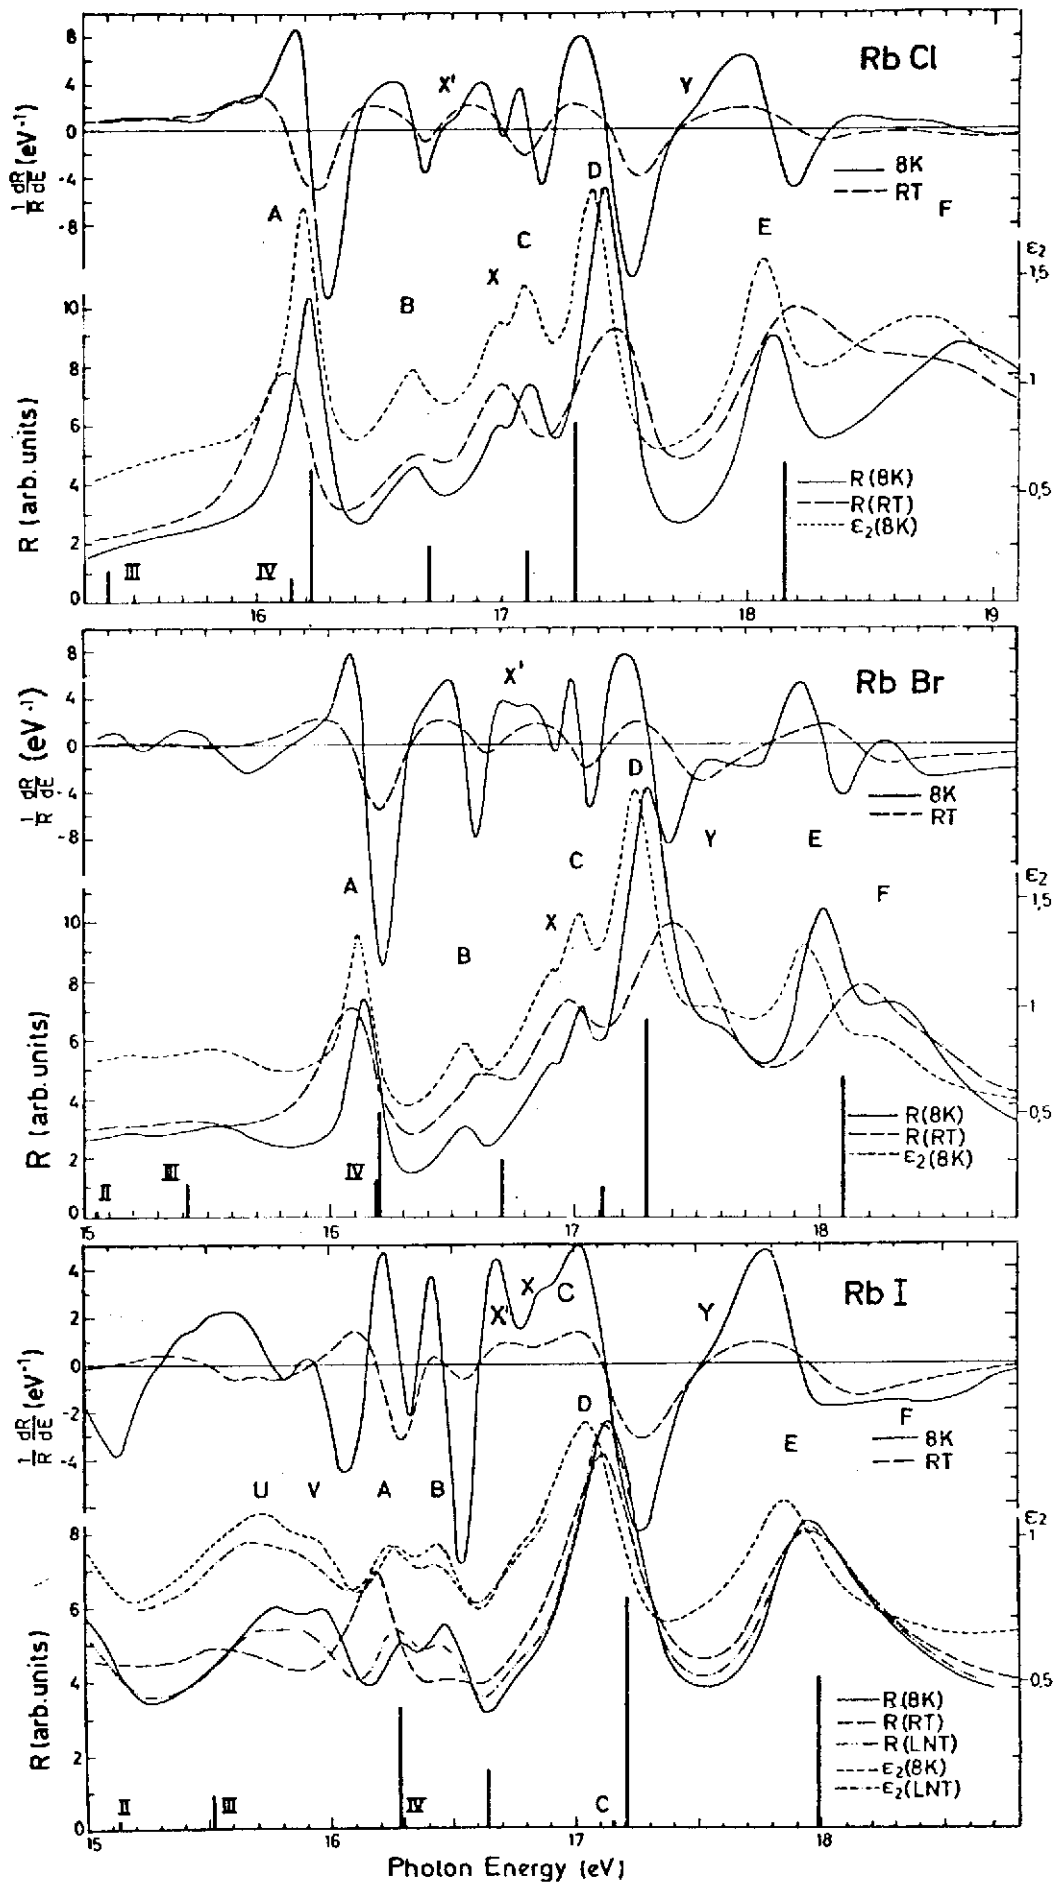 Rb Cl
8
4
0
-4
-8
1/R dR/dE (eV⁻¹)
X'
Y
8K
RT
A
B
X
C
D
E
F
ε₂
1,5
1
0,5
10
8
6
4
2
0
R (arb. units)
R(8K)
R(RT)
ε₂(8K)
III
IV
16
17
18
19
Rb Br
8
4
0
-4
-8
1/R dR/dE (eV⁻¹)
X'
8K
RT
D
Y
E
A
B
X
C
F
ε₂
1,5
1
0,5
10
8
6
4
2
0
R (arb. units)
R(8K)
R(RT)
ε₂(8K)
II
III
IV
15
16
17
18
Rb I
4
2
0
-2
-4
1/R dR/dE (eV⁻¹)
X'
X
C
Y
8K
RT
U
V
A
B
D
E
F
ε₂
1
0,5
8
6
4
2
R (arb. units)
R(8K)
R(RT)
R(LNT)
ε₂(8K)
ε₂(LNT)
II
III
IV
C
15
16
17
18
Photon Energy (eV)